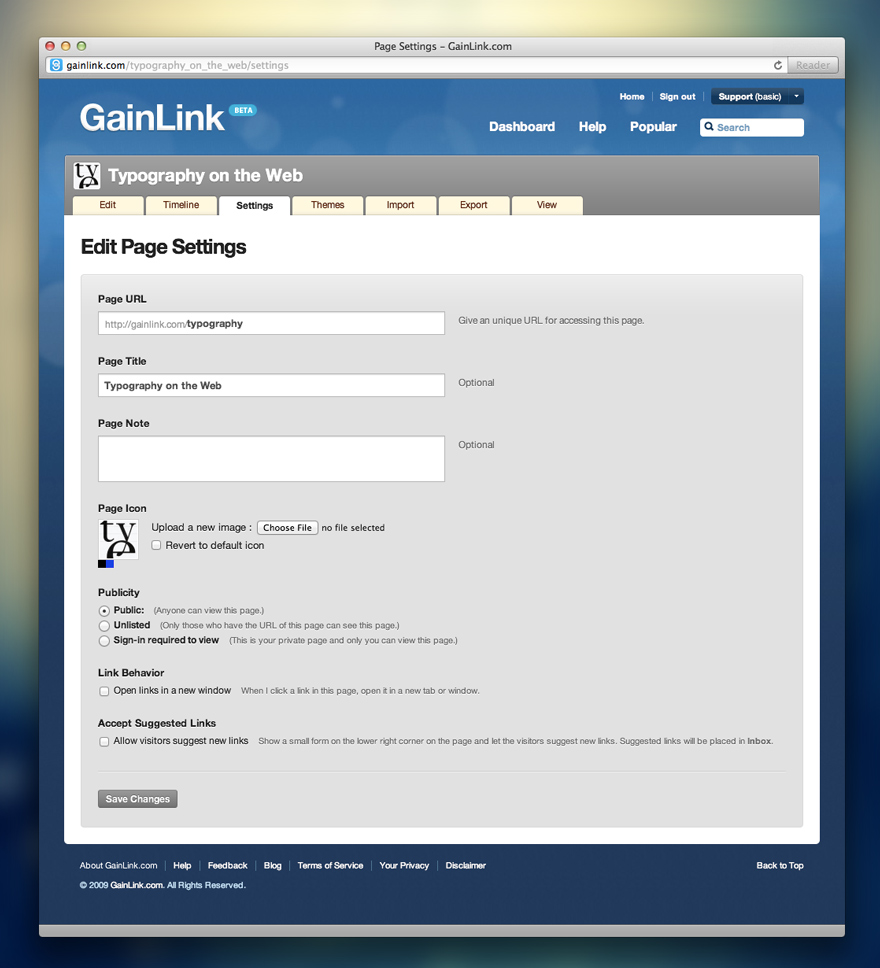 Page Settings – GainLink.com
gainlink.com/typography_on_the_web/settings
Reader
Home Sign out Support (basic)
GainLink BETA
Dashboard Help Popular Search
ty
e
Typography on the Web
Edit Timeline Settings Themes Import Export View
Edit Page Settings
Page URL
http://gainlink.com/typography Give an unique URL for accessing this page.
Page Title
Typography on the Web Optional
Page Note
Optional
Page Icon
ty
e
Upload a new image : Choose File no file selected
Revert to default icon
Publicity
Public: (Anyone can view this page.)
Unlisted (Only those who have the URL of this page can see this page.)
Sign-in required to view (This is your private page and only you can view this page.)
Link Behavior
Open links in a new window When I click a link in this page, open it in a new tab or window.
Accept Suggested Links
Allow visitors suggest new links Show a small form on the lower right corner on the page and let the visitors suggest new links. Suggested links will be placed in Inbox.
Save Changes
About GainLink.com Help Feedback Blog Terms of Service Your Privacy Disclaimer Back to Top
© 2009 GainLink.com. All Rights Reserved.